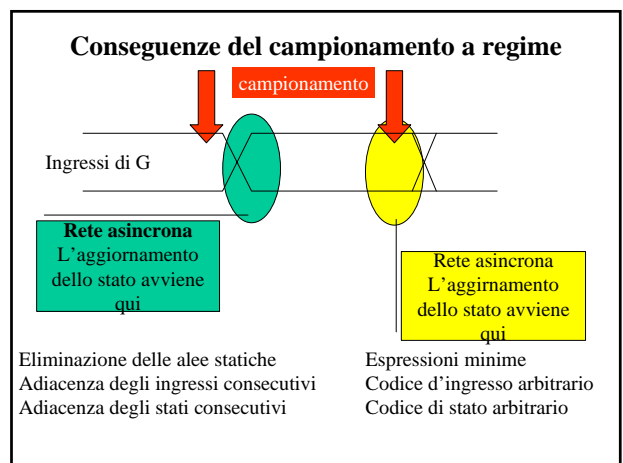 Conseguenze del campionamento a regime
campionamento
Ingressi di G
Rete asincrona
L'aggiornamento
dello stato avviene
qui
Rete asincrona
L'aggirnamento
dello stato avviene
qui
Eliminazione delle alee statiche
Adiacenza degli ingressi consecutivi
Adiacenza degli stati consecutivi
Espressioni minime
Codice d'ingresso arbitrario
Codice di stato arbitrario